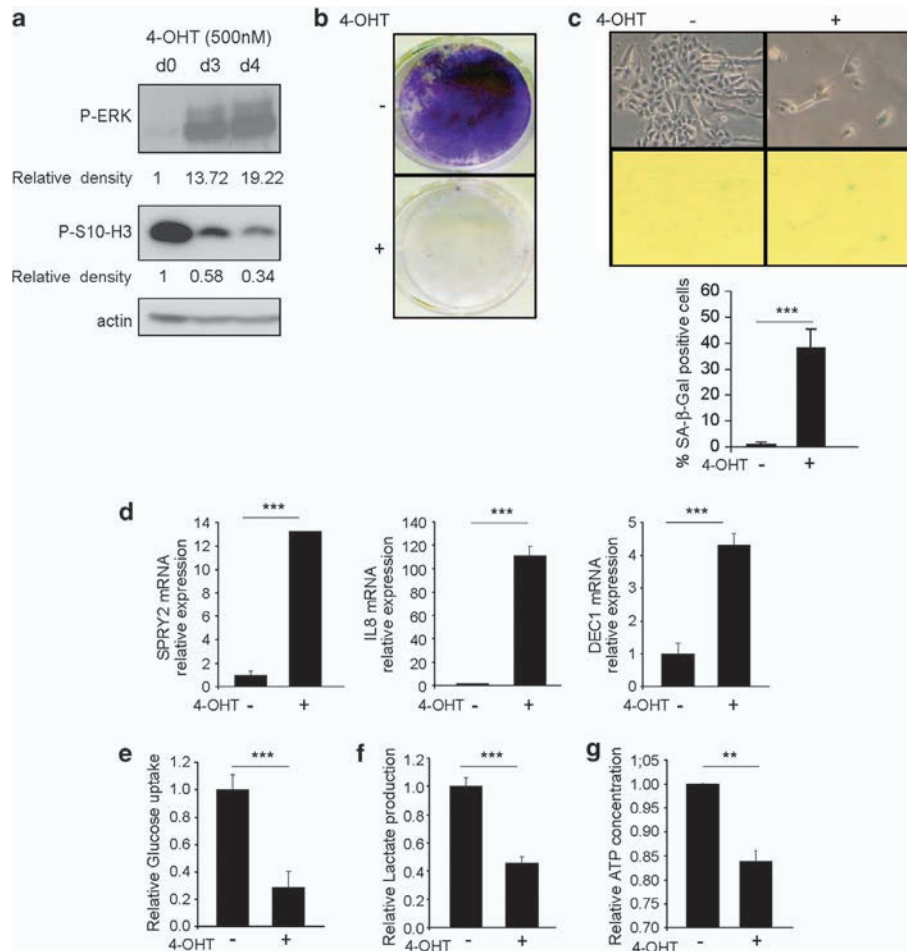 a
4-OHT (500nM)
d0 d3 d4
P-ERK
Relative density 1 13.72 19.22
P-S10-H3
Relative density 1 0.58 0.34
actin
b
4-OHT
-
+
c
4-OHT - +
% SA-β-Gal positive cells
60
50
40
30
20
10
0
***
4-OHT - +
d
SPRY2 mRNA
relative expression
14
12
10
8
6
4
2
0
***
4-OHT - +
IL8 mRNA
relative expression
140
120
100
80
60
40
20
0
***
4-OHT - +
DEC1 mRNA
relative expression
5
4
3
2
1
0
***
4-OHT - +
e
Relative Glucose uptake
1.2
1.0
0.8
0.6
0.4
0.2
0.0
***
4-OHT - +
f
Relative Lactate production
1.2
1.0
0.8
0.6
0.4
0.2
0.0
***
4-OHT - +
g
Relative ATP concentration
1;05
1.00
0.95
0.90
0.85
0.80
0.75
0.70
**
4-OHT - +